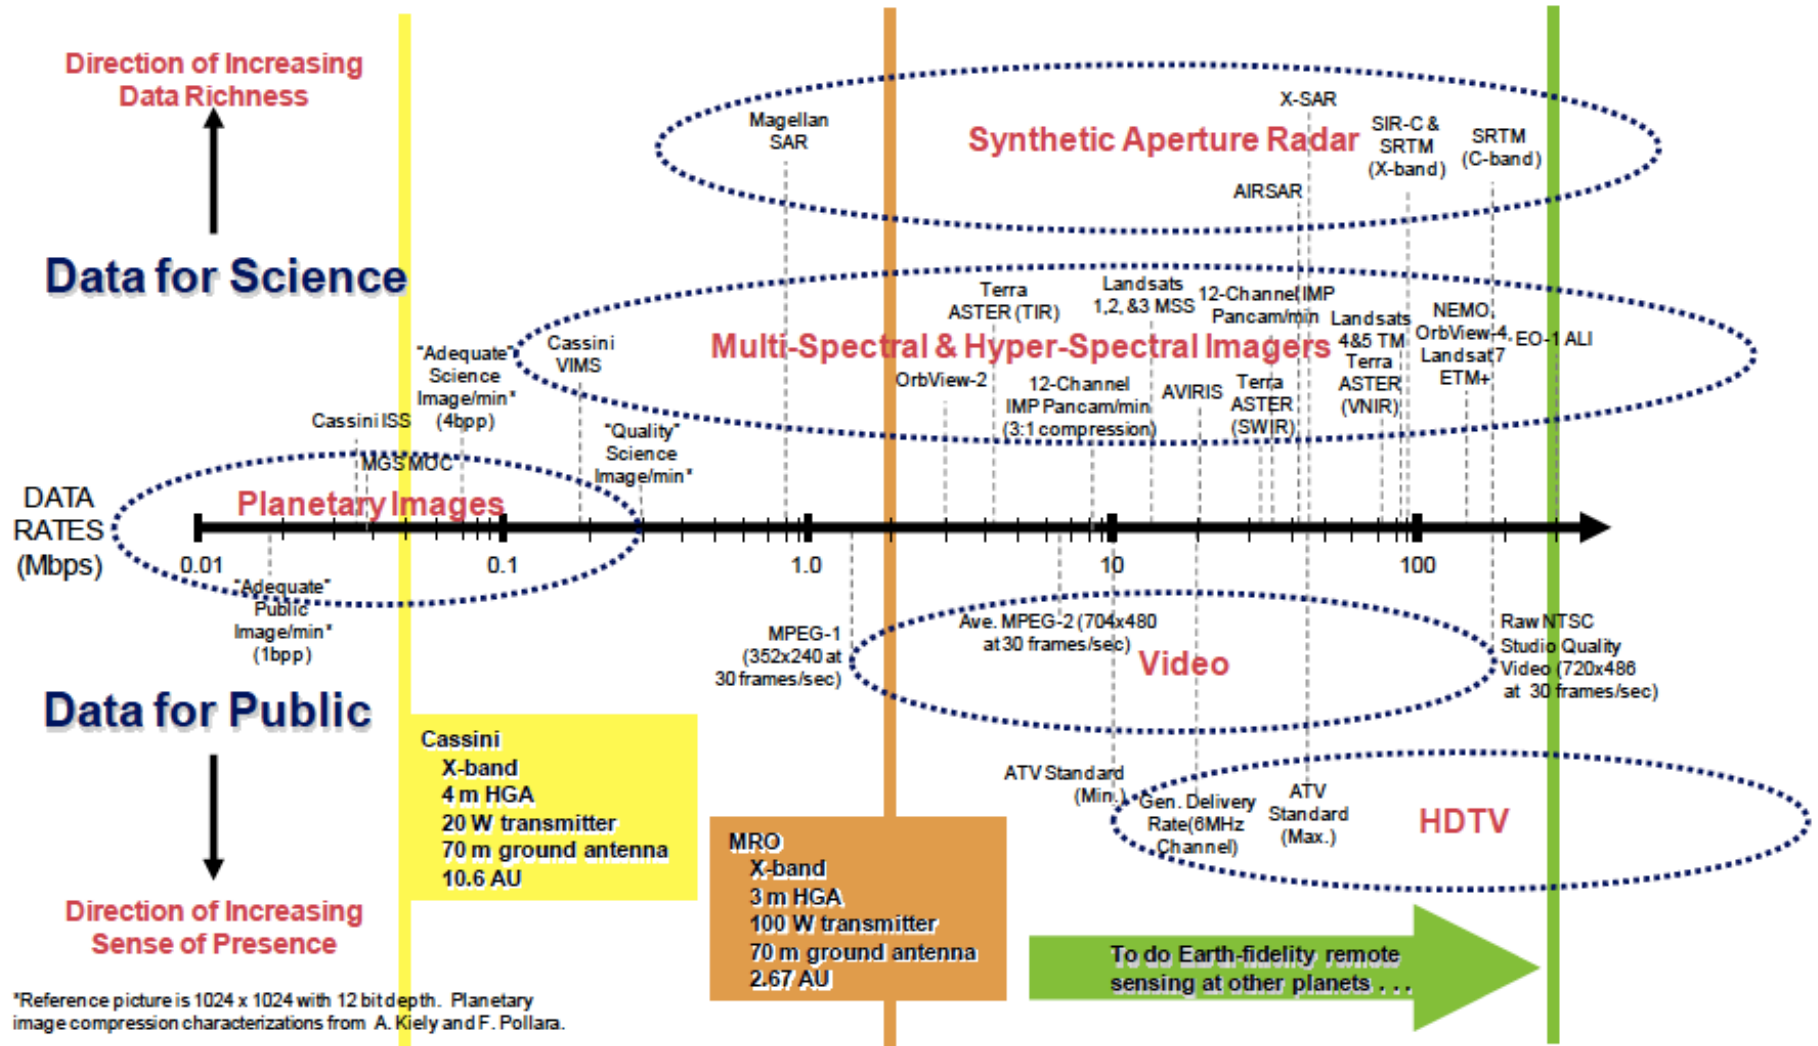 Direction of Increasing
Data Richness
Magellan
SAR
Synthetic Aperture Radar
X-SAR
SIR-C &
SRTM
(X-band)
SRTM
(C-band)
AIRSAR
Data for Science
"Adequate"
Science
Image/min*
(4bpp)
Cassini
VIMS
Terra
ASTER (TIR)
Landsats
1,2, &3 MSS
12-Channel IMP
Pancam/min
Multi-Spectral & Hyper-Spectral Imagers
Landsats
4&5 TM
Terra
ASTER
(VNIR)
NEMO,
OrbView-4,
Landsat 7
ETM+
EO-1 ALI
OrbView-2
12-Channel
IMP Pancam/min
(3:1 compression)
AVIRIS
Terra
ASTER
(SWIR)
Cassini ISS
MGS MOC
"Quality"
Science
Image/min*
Planetary Images
DATA
RATES
(Mbps)
0.01
0.1
1.0
10
100
"Adequate"
Public
Image/min*
(1bpp)
MPEG-1
(352x240 at
30 frames/sec)
Ave. MPEG-2 (704x480
at 30 frames/sec)
Video
Raw NTSC
Studio Quality
Video (720x486
at 30 frames/sec)
Data for Public
Cassini
X-band
4 m HGA
20 W transmitter
70 m ground antenna
10.6 AU
MRO
X-band
3 m HGA
100 W transmitter
70 m ground antenna
2.67 AU
ATV Standard
(Min.)
Gen. Delivery
Rate(6MHz
Channel)
ATV
Standard
(Max.)
HDTV
Direction of Increasing
Sense of Presence
To do Earth-fidelity remote
sensing at other planets . . .
*Reference picture is 1024 x 1024 with 12 bit depth. Planetary
image compression characterizations from A. Kiely and F. Pollara.